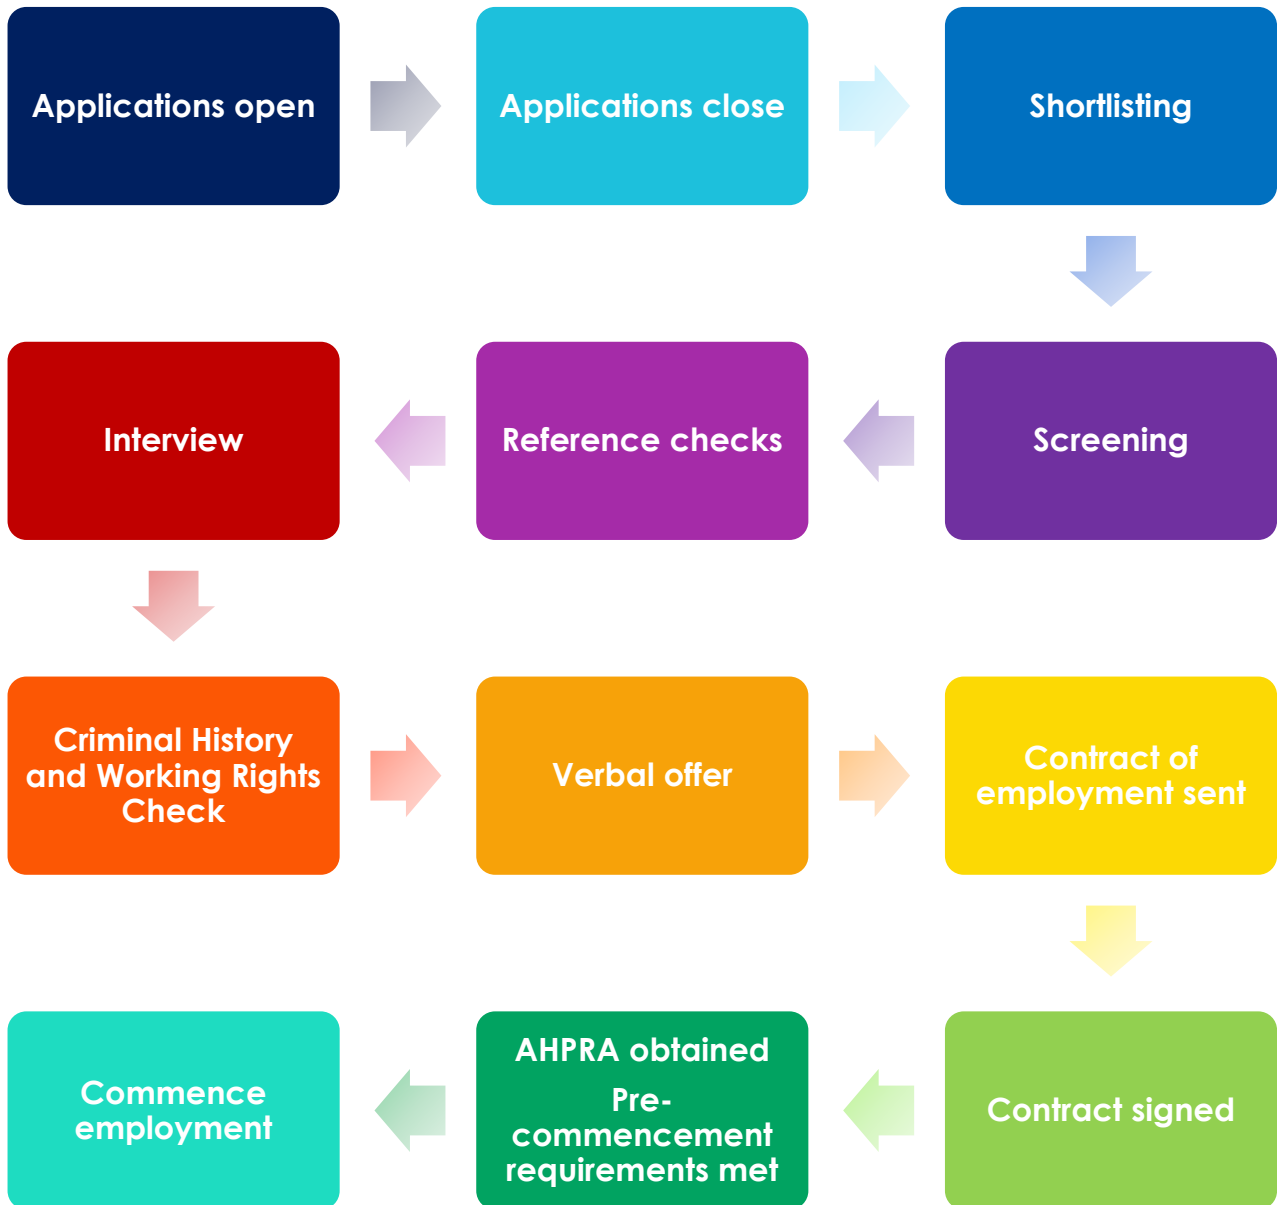 Applications open
Applications close
Shortlisting
Screening
Reference checks
Interview
Criminal History
and Working Rights
Check
Verbal offer
Contract of
employment sent
Contract signed
AHPRA obtained
Pre-
commencement
requirements met
Commence
employment